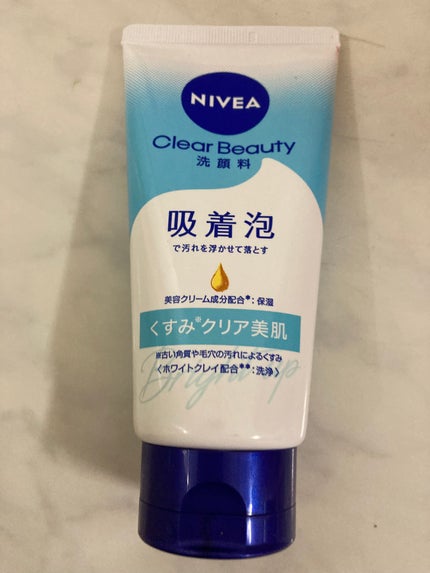 NIVEA
Clear Beauty
洗顔料
吸着泡
で汚れを浮かせて落とす
美容クリーム成分配合*:保湿
くすみ※クリア美肌
※古い角質や毛穴の汚れによるくすみ
〈ホワイトクレイ配合**:洗浄〉
Bright up